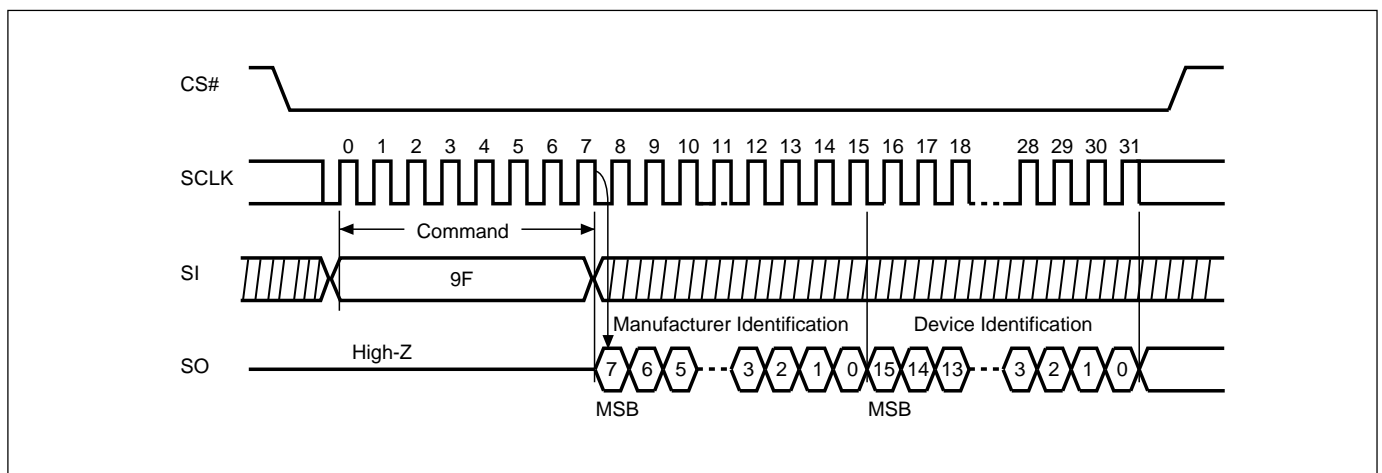 CS#
0 1 2 3 4 5 6 7 8 9 10 11 12 13 14 15 16 17 18 28 29 30 31
SCLK
Command
SI
9F
Manufacturer Identification Device Identification
High-Z
SO
7 6 5 3 2 1 0 15 14 13 3 2 1 0
MSB MSB